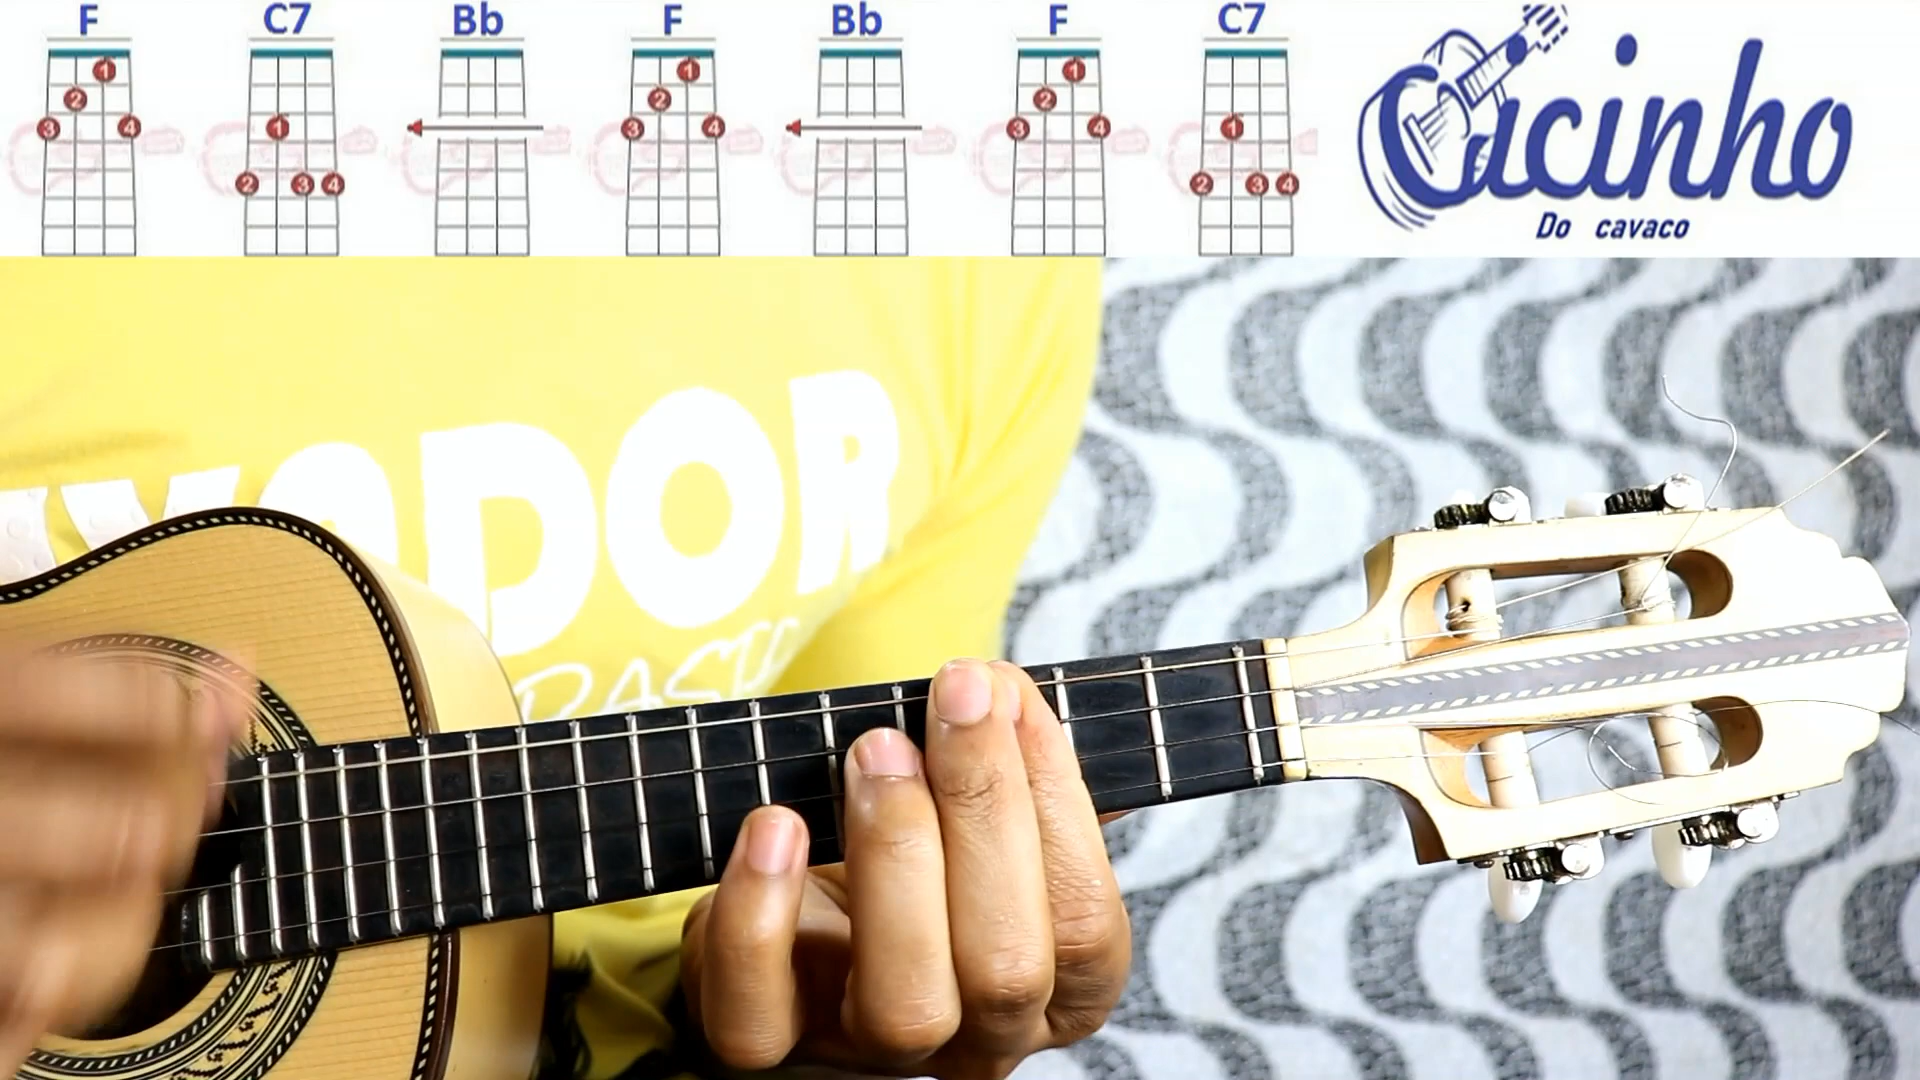 F C7 Bb F Bb F C7
1 1 1 1 1
2 2 2
3 4 3 4 3 4
2 3 4 2 3 4
Cicinho
Do cavaco
DOR